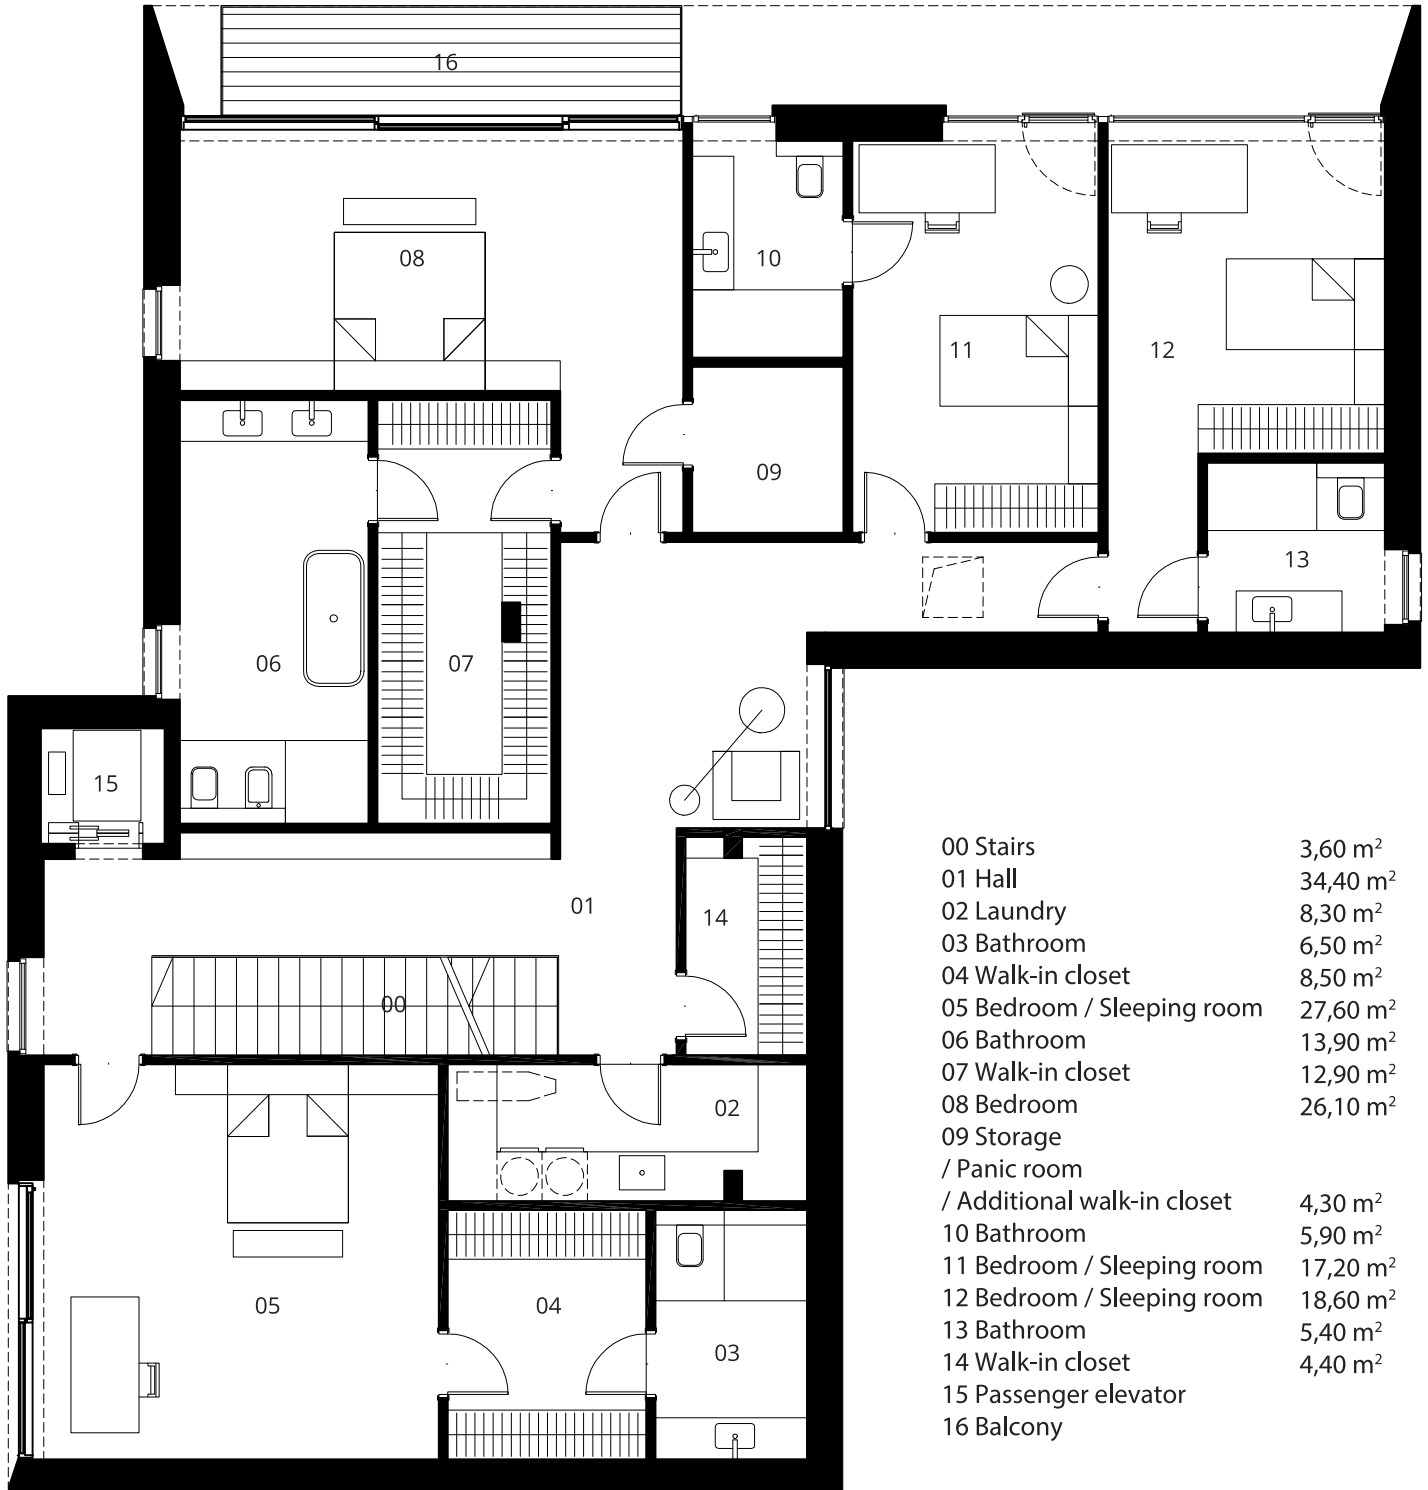 16
08
10
11
12
09
13
06
07
15
01
14
00
02
05
04
03
00 Stairs 3,60 m²
01 Hall 34,40 m²
02 Laundry 8,30 m²
03 Bathroom 6,50 m²
04 Walk-in closet 8,50 m²
05 Bedroom / Sleeping room 27,60 m²
06 Bathroom 13,90 m²
07 Walk-in closet 12,90 m²
08 Bedroom 26,10 m²
09 Storage
/ Panic room
/ Additional walk-in closet 4,30 m²
10 Bathroom 5,90 m²
11 Bedroom / Sleeping room 17,20 m²
12 Bedroom / Sleeping room 18,60 m²
13 Bathroom 5,40 m²
14 Walk-in closet 4,40 m²
15 Passenger elevator
16 Balcony